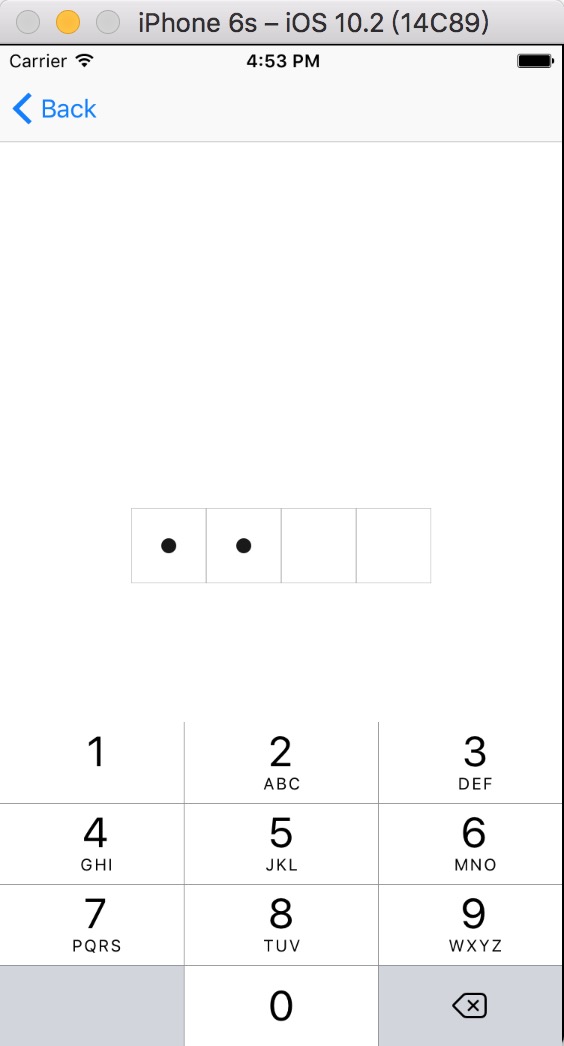 iPhone 6s – iOS 10.2 (14C89)
Carrier 4:53 PM
Back
1 2 3
ABC DEF
4 5 6
GHI JKL MNO
7 8 9
PQRS TUV WXYZ
0